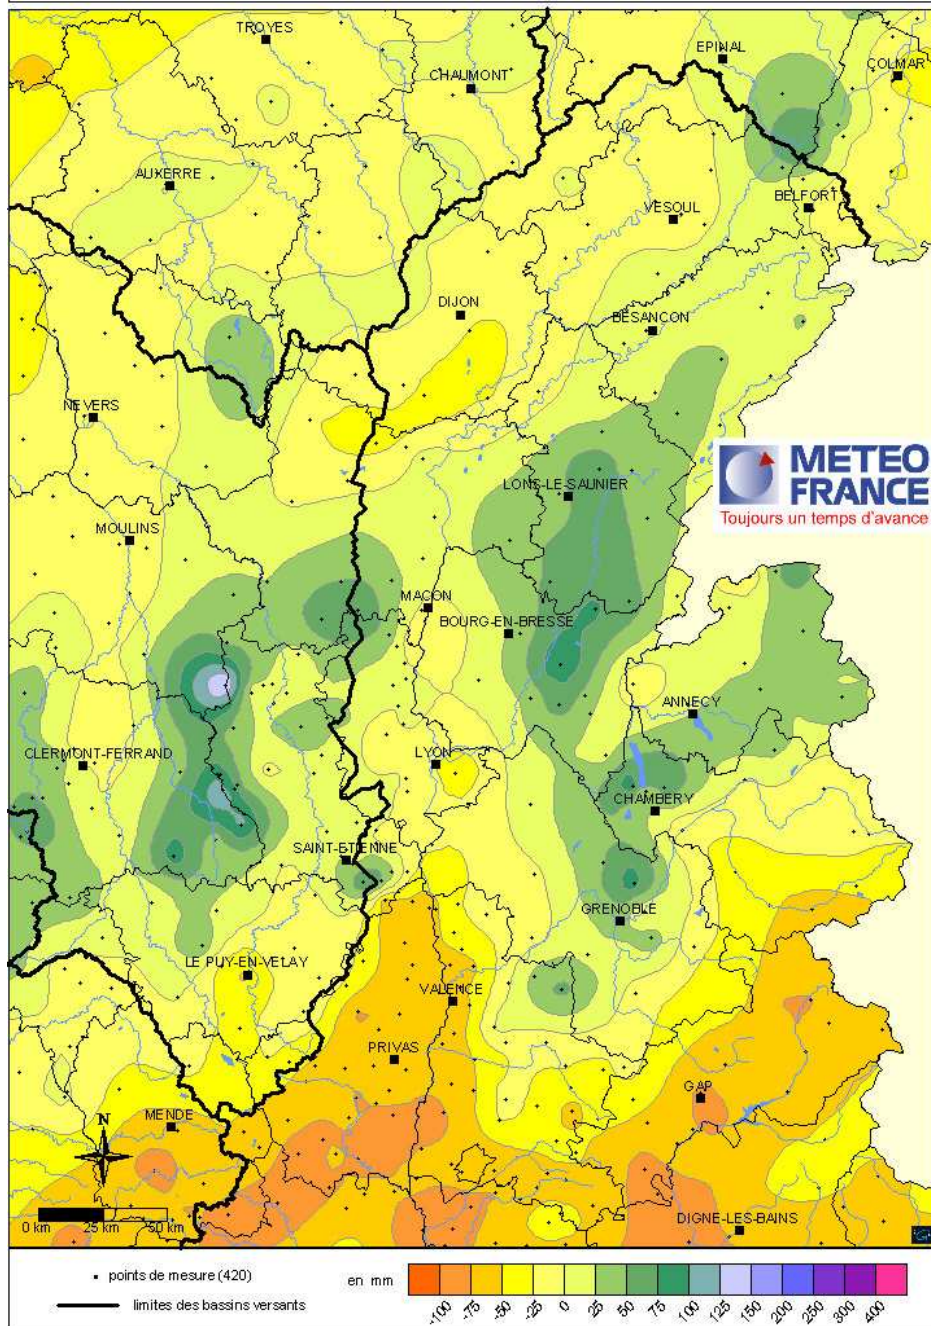 TROYES
EPINAL
COLMAR
CHAUMONT
AUXERRE
BELFORT
VESOUL
DIJON
BESANCON
NEVERS
METEO
FRANCE
Toujours un temps d'avance
LONS-LE-SAUNIER
MOULINS
MACON
BOURG-EN-BRESSE
ANNECY
CLERMONT-FERRAND
LYON
CHAMBERY
SAINT-ETIENNE
GRENOBLE
LE PUY-EN-VELAY
VALENCE
PRIVAS
GAP
MENDE
N
0 km 25 km 50 km
DIGNE-LES-BAINS
points de mesure (420)
limites des bassins versants
en mm
-100 -75 -50 -25 0 25 50 75 100 125 150 200 250 300 400